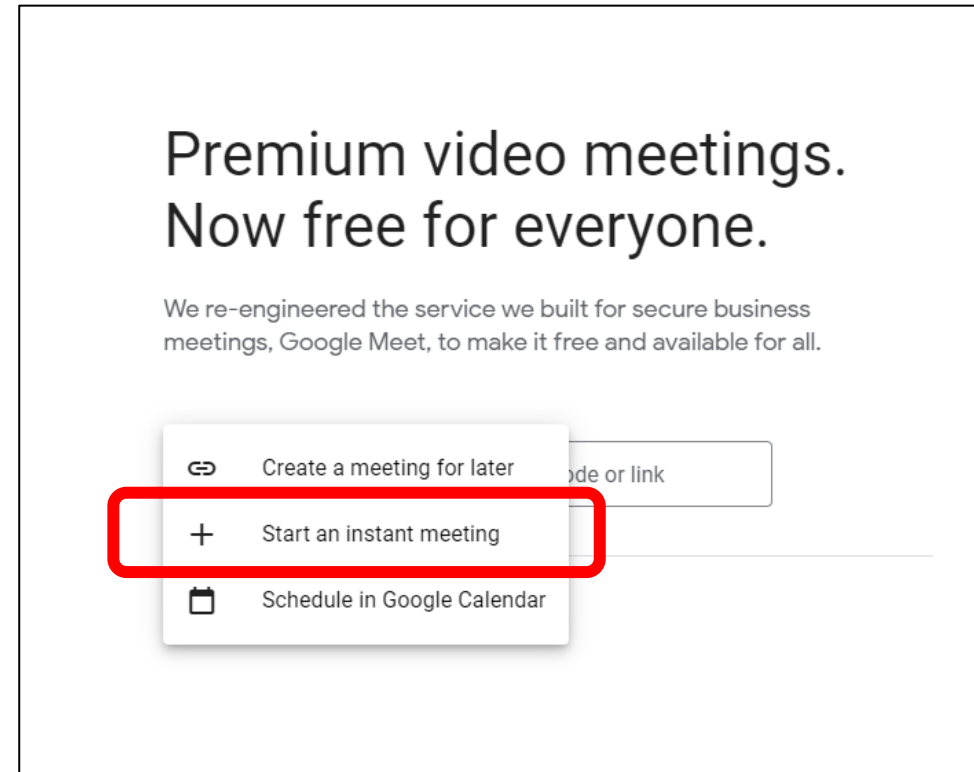 Premium video meetings.
Now free for everyone.
We re-engineered the service we built for secure business
meetings, Google Meet, to make it free and available for all.
Create a meeting for later
or link
Start an instant meeting
Schedule in Google Calendar